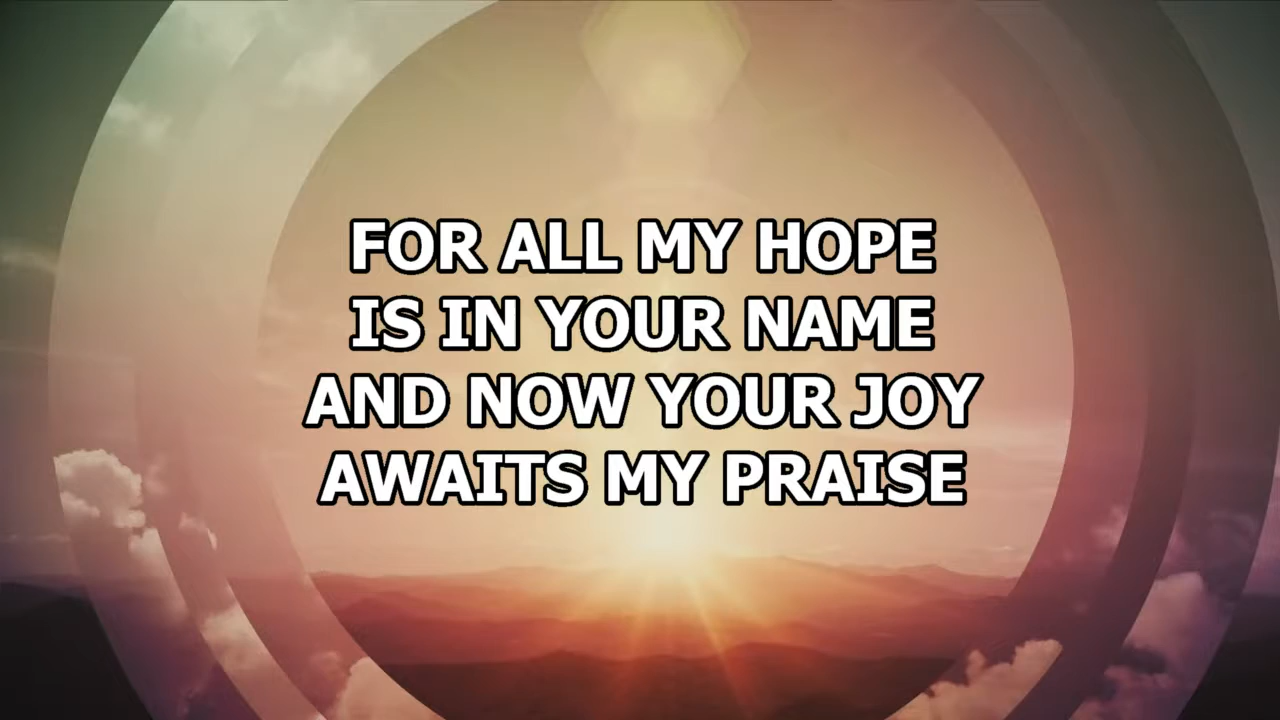 FOR ALL MY HOPE
IS IN YOUR NAME
AND NOW YOUR JOY
AWAITS MY PRAISE